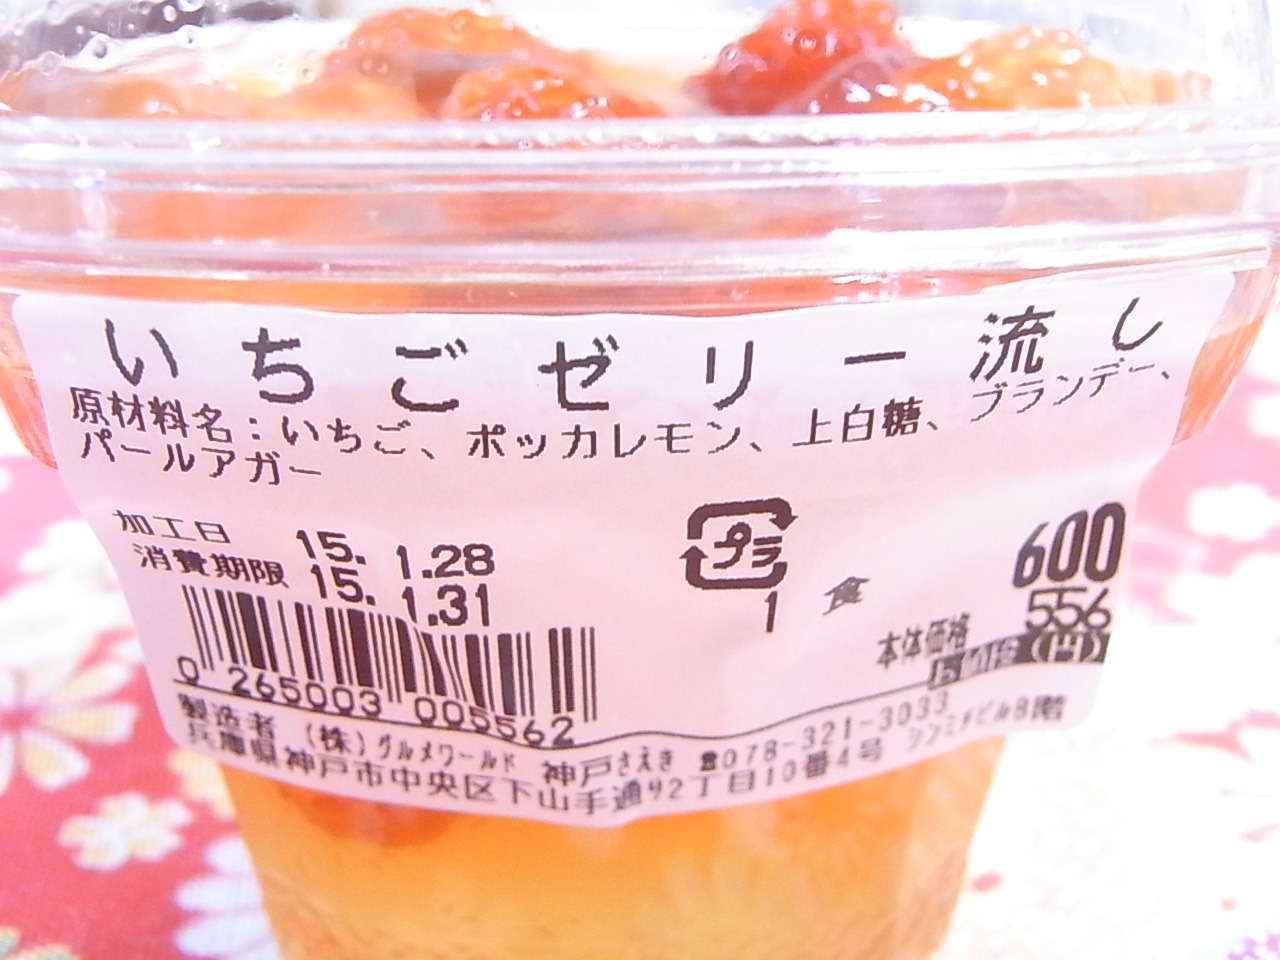 いちごゼリー流し
原材料名：いちご、ポッカレモン、上白糖、ブランデー、
パールアガー
加工日 15. 1.28
消費期限 15. 1.31
プラ
1 食
600
本体価格 556
(円)
0 265003 005562
製造者 (株)グルメワールド 神戸さえき ☎078-321-3033
兵庫県神戸市中央区下山手通り2丁目10番4号 シンミチビル8階